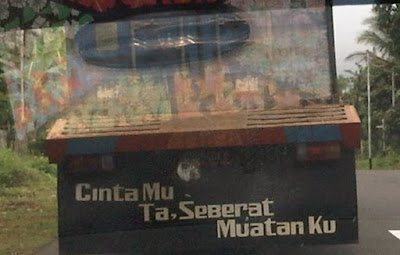 Cinta Mu
Ta, Seberat
Muatan Ku